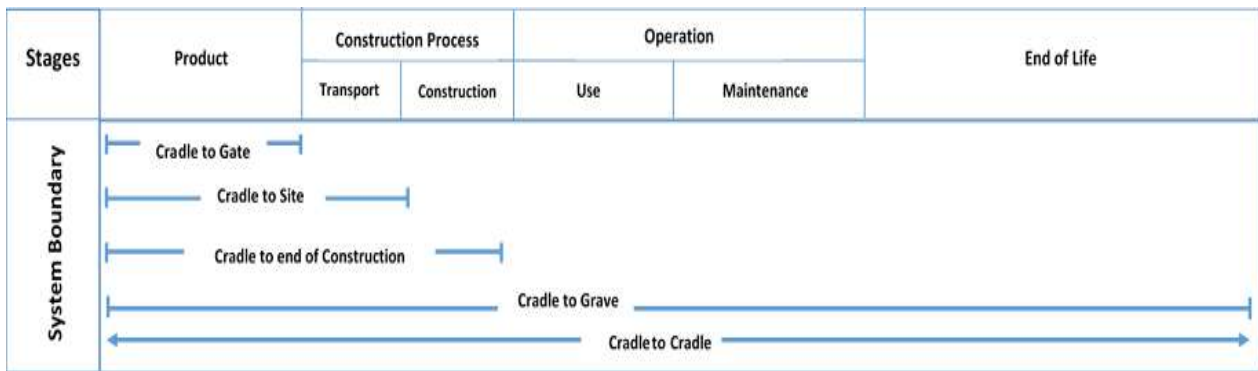 Stages
Product
Construction Process
Operation
End of Life
Transport
Construction
Use
Maintenance
System Boundary
Cradle to Gate
Cradle to Site
Cradle to end of Construction
Cradle to Grave
Cradle to Cradle